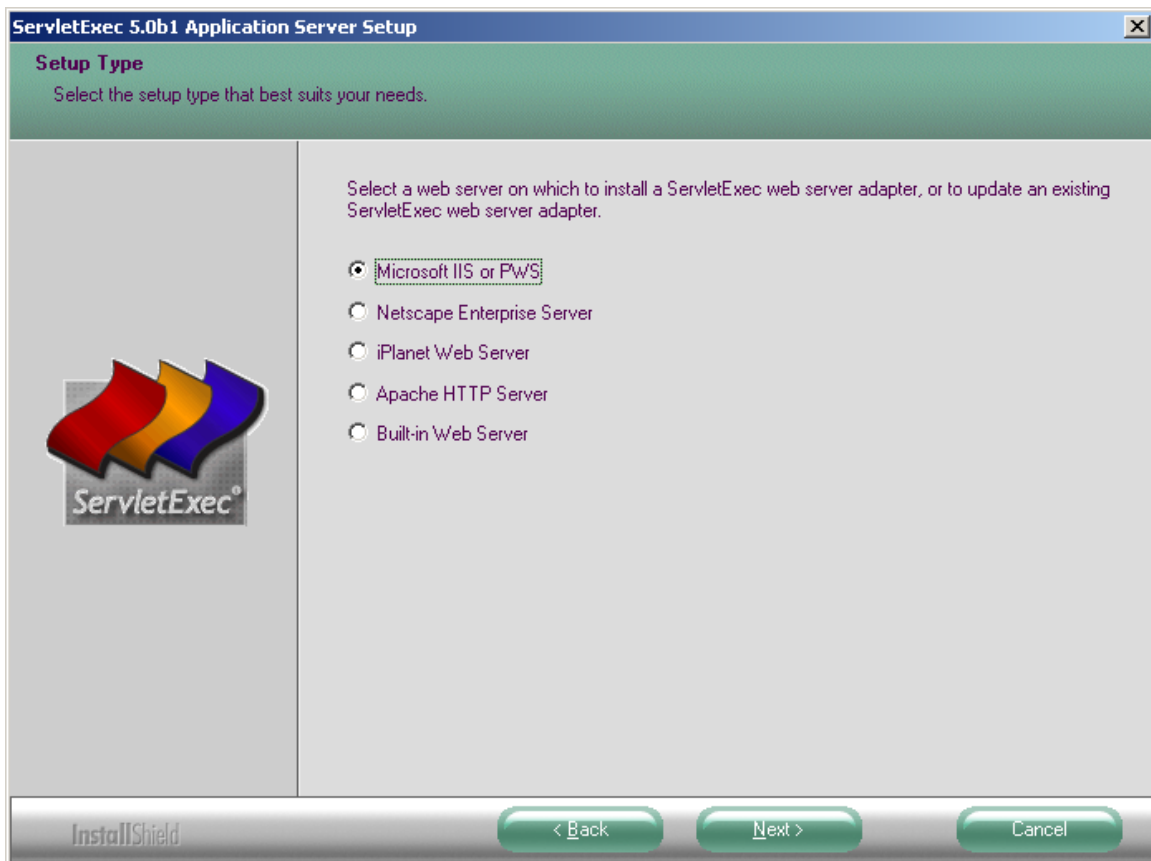 ServletExec 5.0b1 Application Server Setup
Setup Type
Select the setup type that best suits your needs.
Select a web server on which to install a ServletExec web server adapter, or to update an existing
ServletExec web server adapter.
Microsoft IIS or PWS
Netscape Enterprise Server
iPlanet Web Server
Apache HTTP Server
Built-in Web Server
ServletExec®
InstallShield
< Back
Next >
Cancel